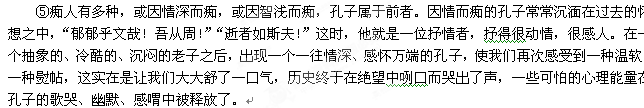 ⑤痴人有多种，或因情深而痴，或因智浅而痴，孔子属于前者。因情而痴的孔子常常沉湎在过去的怀
想之中，“郁郁乎文哉！吾从周！”“逝者如斯夫！”这时，他就是一位抒情者，抒得很动情，很感人。在一
个抽象的、冷酷的、沉闷的老子之后，出现一个一往情深、感怀万端的孔子，使我们再次感受到一种温软
一种熨帖，这实在是让我们大大舒了一口气，历史终于在绝望中咧口而哭出了声，一些可怕的心理能量在
孔子的歌哭、幽默、感喟中被释放了。